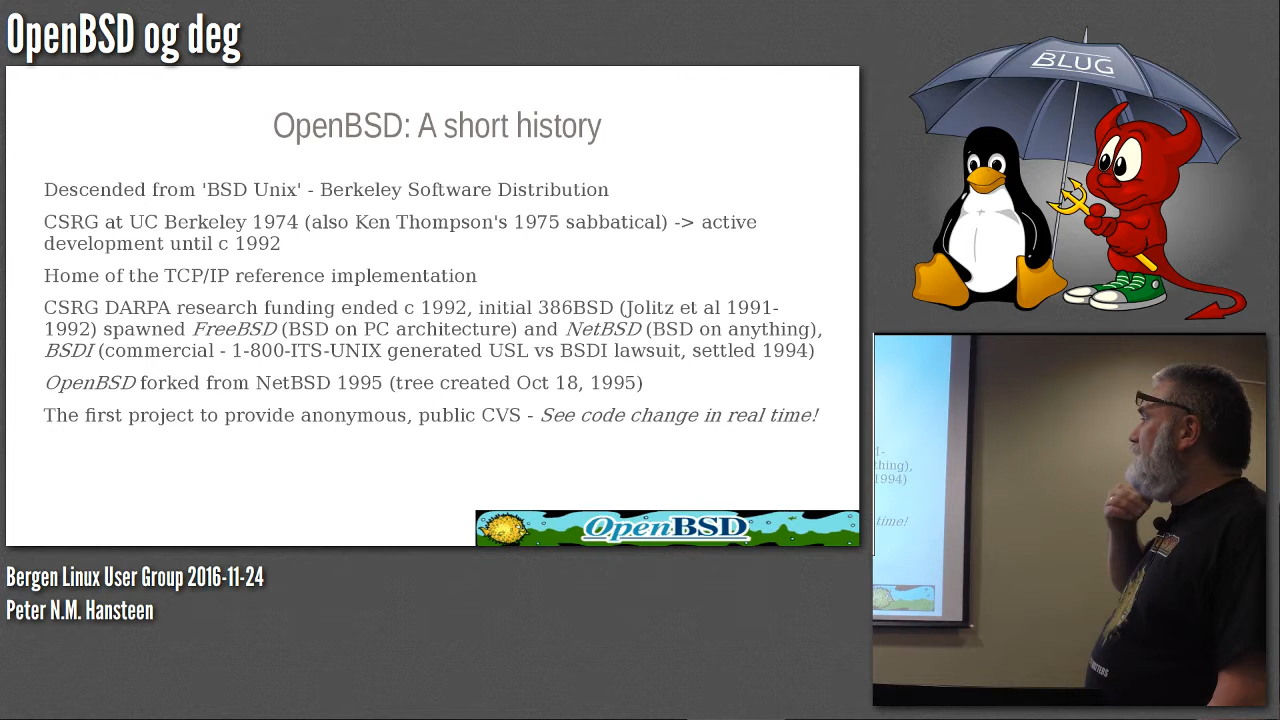 OpenBSD og deg
BLUG
OpenBSD: A short history
Descended from 'BSD Unix' - Berkeley Software Distribution
CSRG at UC Berkeley 1974 (also Ken Thompson's 1975 sabbatical) -> active
development until c 1992
Home of the TCP/IP reference implementation
CSRG DARPA research funding ended c 1992, initial 386BSD (Jolitz et al 1991-
1992) spawned FreeBSD (BSD on PC architecture) and NetBSD (BSD on anything),
BSDI (commercial - 1-800-ITS-UNIX generated USL vs BSDI lawsuit, settled 1994)
OpenBSD forked from NetBSD 1995 (tree created Oct 18, 1995)
The first project to provide anonymous, public CVS - See code change in real time!
OpenBSD
1-
thing),
1994)
time!
Bergen Linux User Group 2016-11-24
Peter N.M. Hansteen